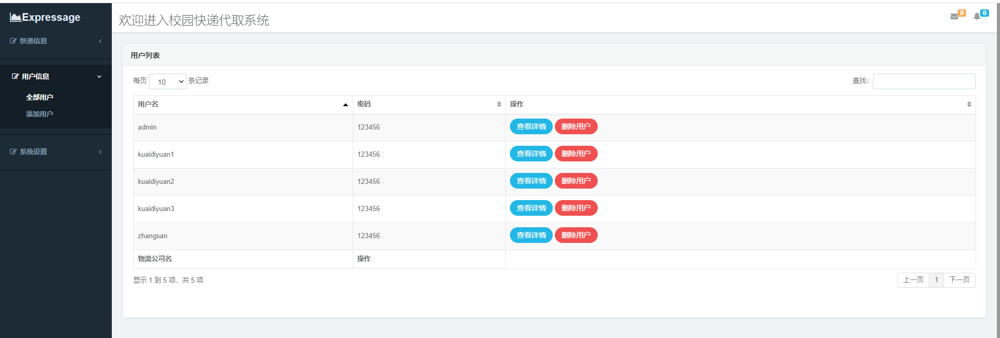 Expressage
欢迎进入校园快递代取系统
0
0
快递信息
用户信息
全部用户
添加用户
系统设置
用户列表
每页 10 条记录
查找：
用户名 密码 操作
admin 123456 查看详情 删除用户
kuaidiyuan1 123456 查看详情 删除用户
kuaidiyuan2 123456 查看详情 删除用户
kuaidiyuan3 123456 查看详情 删除用户
zhangsan 123456 查看详情 删除用户
物流公司名 操作
显示 1 到 5 项，共 5 项
上一页 1 下一页